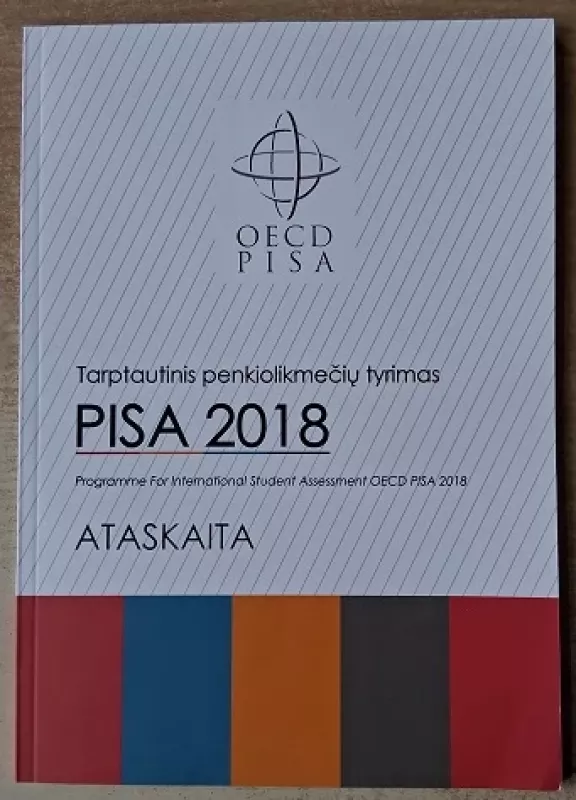 OECD
PISA
Tarptautinis penkiolikmečių tyrimas
PISA 2018
Programme For International Student Assessment OECD PISA 2018
ATASKAITA